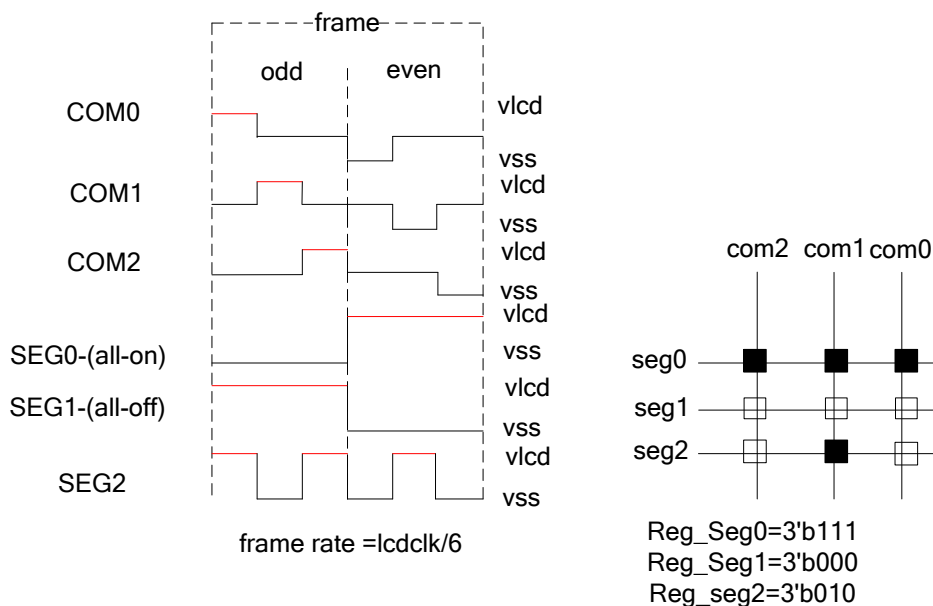 frame
odd even
COM0
vlcd
vss
COM1
vlcd
vss
COM2
vlcd
vss
vlcd
SEG0-(all-on)
vss
vlcd
SEG1-(all-off)
vss
vlcd
SEG2
vss
frame rate =lcdclk/6
com2 com1 com0
seg0
seg1
seg2
Reg_Seg0=3'b111
Reg_Seg1=3'b000
Reg_seg2=3'b010